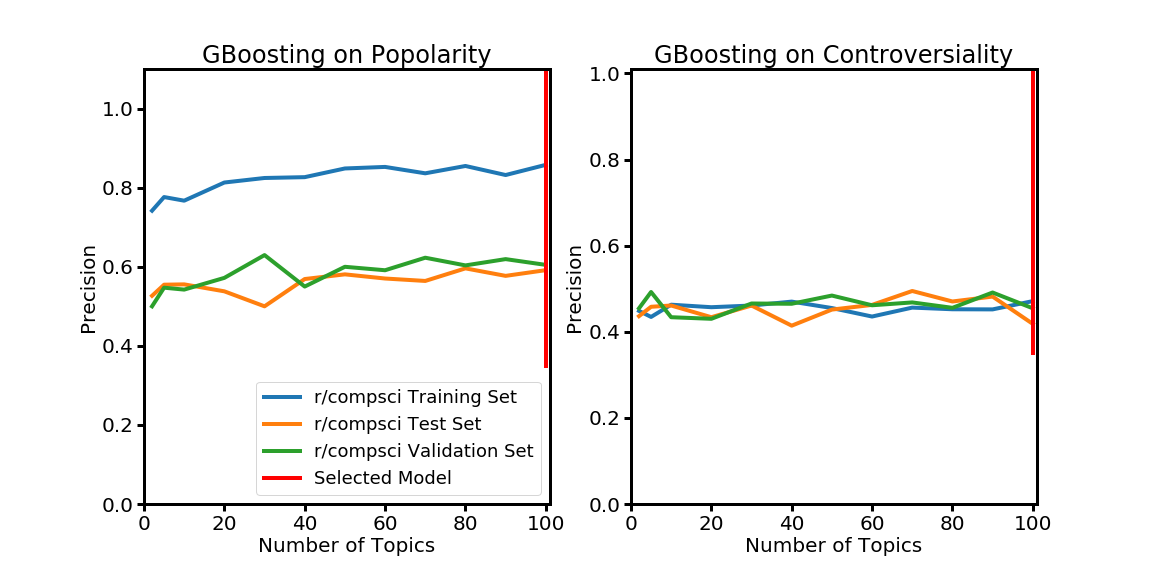 GBoosting on Popolarity
Precision
1.0
0.8
0.6
0.4
0.2
0.0
0 20 40 60 80 100
Number of Topics
r/compsci Training Set
r/compsci Test Set
r/compsci Validation Set
Selected Model
GBoosting on Controversiality
Precision
1.0
0.8
0.6
0.4
0.2
0.0
0 20 40 60 80 100
Number of Topics